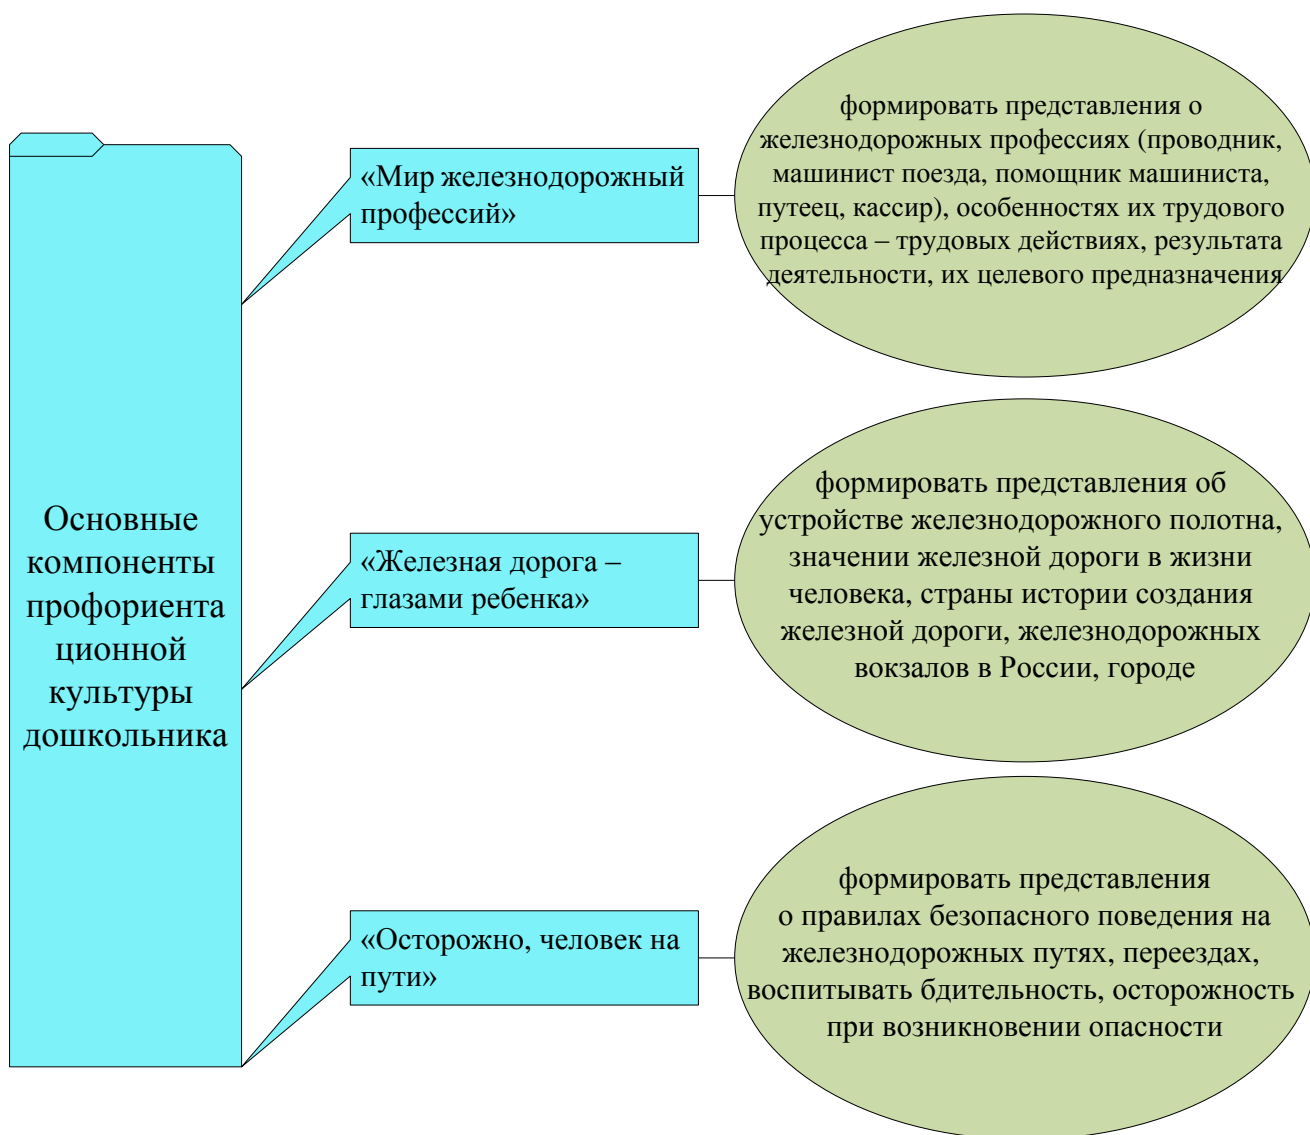 Основные
компоненты
профориента
ционной
культуры
дошкольника
«Мир железнодорожный
профессий»
формировать представления о
железнодорожных профессиях (проводник,
машинист поезда, помощник машиниста,
путеец, кассир), особенностях их трудового
процесса – трудовых действиях, результата
деятельности, их целевого предназначения
«Железная дорога –
глазами ребенка»
формировать представления об
устройстве железнодорожного полотна,
значении железной дороги в жизни
человека, страны истории создания
железной дороги, железнодорожных
вокзалов в России, городе
«Осторожно, человек на
пути»
формировать представления
о правилах безопасного поведения на
железнодорожных путях, переездах,
воспитывать бдительность, осторожность
при возникновении опасности